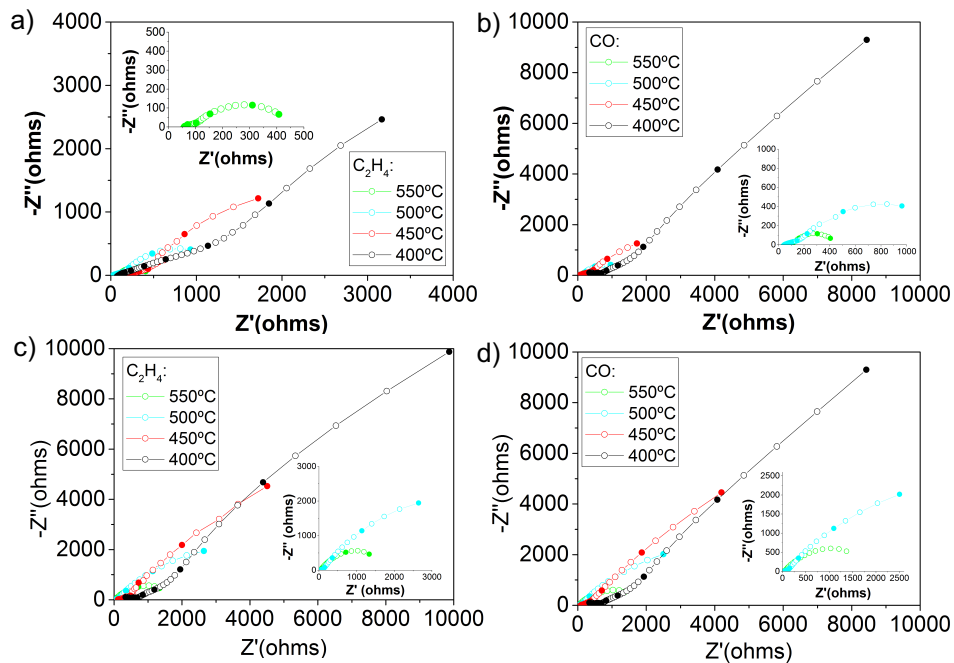 a)
4000
3000
2000
1000
0
-Z''(ohms)
500
400
300
200
100
0
-Z''(ohms)
0 100 200 300 400 500
Z'(ohms)
C₂H₄:
550ºC
500ºC
450ºC
400ºC
0 1000 2000 3000 4000
Z'(ohms)
b)
10000
8000
6000
4000
2000
0
-Z''(ohms)
CO:
550ºC
500ºC
450ºC
400ºC
1000
800
600
400
200
0
-Z''(ohms)
0 200 400 600 800 1000
Z'(ohms)
0 2000 4000 6000 8000 10000
Z'(ohms)
c)
10000
8000
6000
4000
2000
0
-Z''(ohms)
C₂H₄:
550ºC
500ºC
450ºC
400ºC
3000
2000
1000
0
-Z'' (ohms)
0 1000 2000 3000
Z' (ohms)
0 2000 4000 6000 8000 10000
Z'(ohms)
d)
10000
8000
6000
4000
2000
0
-Z''(ohms)
CO:
550ºC
500ºC
450ºC
400ºC
2500
2000
1500
1000
500
0
-Z'' (ohms)
0 500 1000 1500 2000 2500
Z'(ohms)
0 2000 4000 6000 8000 10000
Z'(ohms)